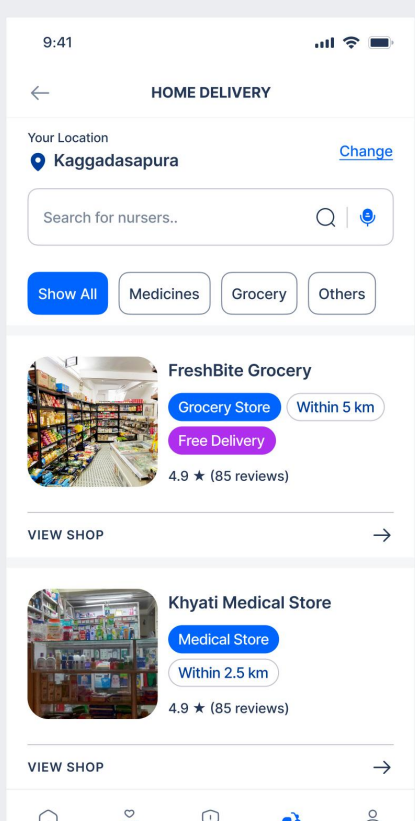 9:41
HOME DELIVERY
Your Location
Kaggadasapura
Change
Search for nursers..
Show All
Medicines
Grocery
Others
FreshBite Grocery
Grocery Store
Within 5 km
Free Delivery
4.9 ★ (85 reviews)
VIEW SHOP
Khyati Medical Store
Medical Store
Within 2.5 km
4.9 ★ (85 reviews)
VIEW SHOP